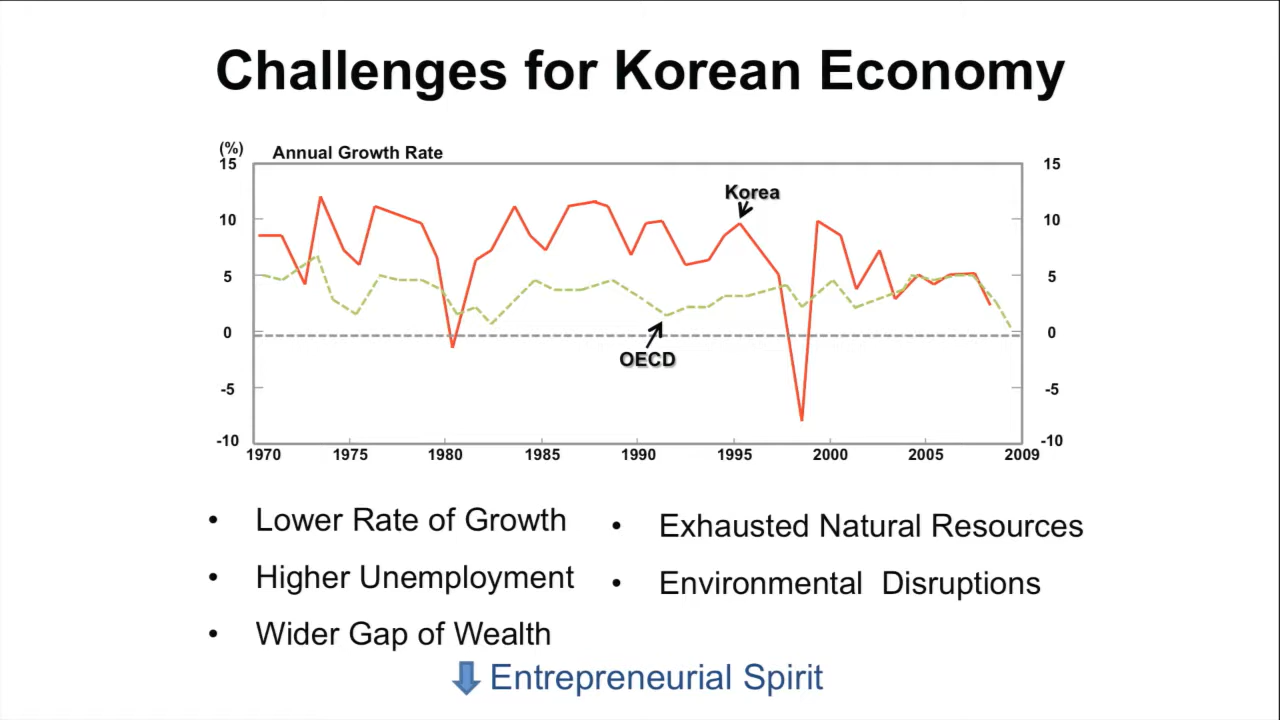 Challenges for Korean Economy
(%)
Annual Growth Rate
15
15
Korea
10
10
5
5
0
0
OECD
-5
-5
-10
-10
1970
1975
1980
1985
1990
1995
2000
2005
2009
• Lower Rate of Growth
• Higher Unemployment
• Wider Gap of Wealth
• Exhausted Natural Resources
• Environmental Disruptions
Entrepreneurial Spirit